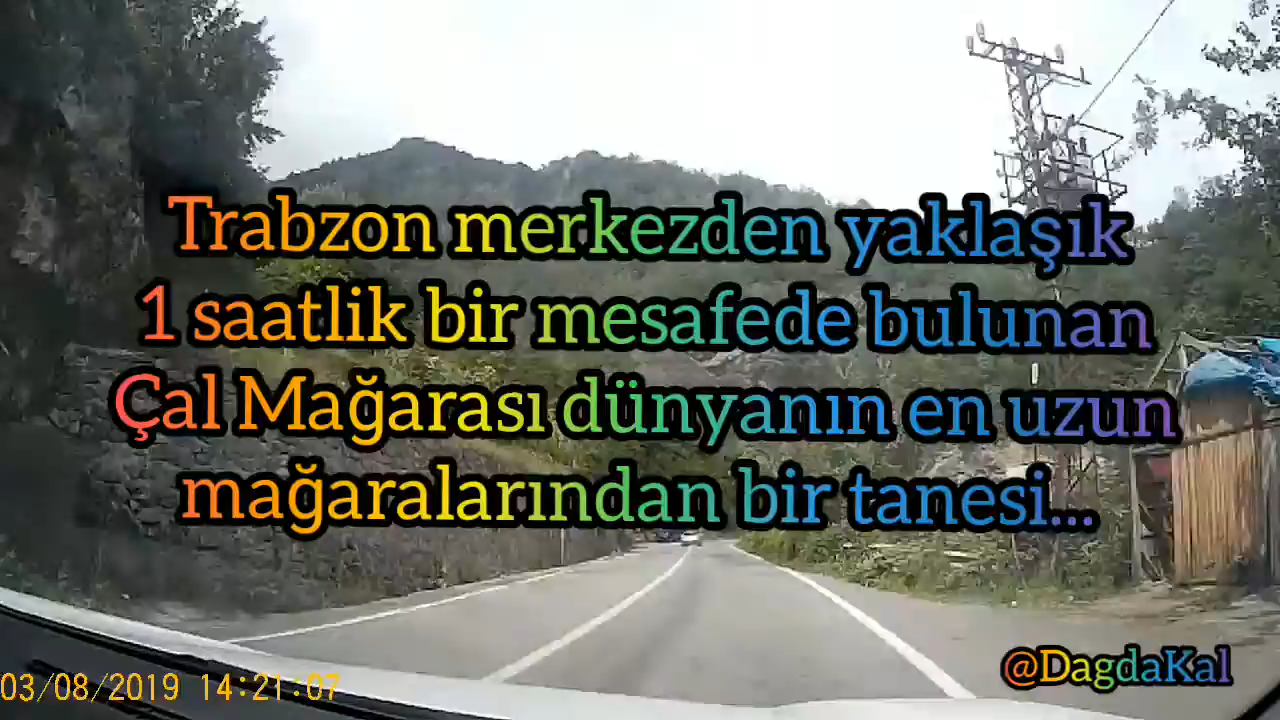 Trabzon merkezden yaklaşık
1 saatlik bir mesafede bulunan
Çal Mağarası dünyanın en uzun
mağaralarından bir tanesi...
@DagdaKal
03/08/2019 14:21:07